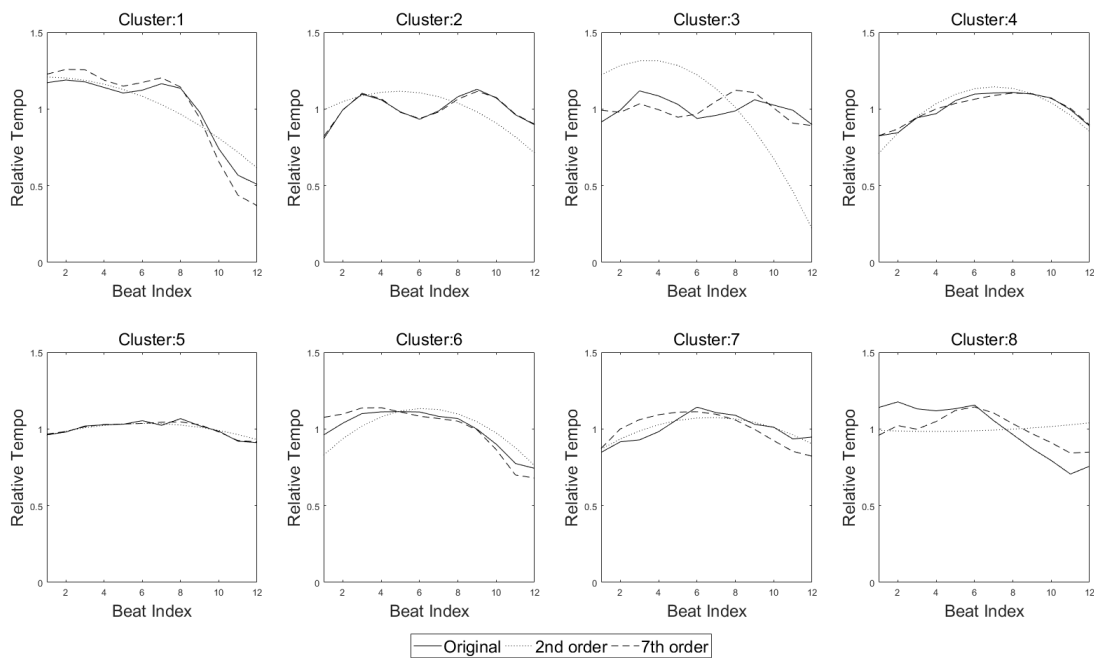 Cluster:1
Cluster:2
Cluster:3
Cluster:4
1.5
1
0.5
0
Relative Tempo
2 4 6 8 10 12
Beat Index
1.5
1
0.5
0
Relative Tempo
2 4 6 8 10 12
Beat Index
1.5
1
0.5
0
Relative Tempo
2 4 6 8 10 12
Beat Index
1.5
1
0.5
0
Relative Tempo
2 4 6 8 10 12
Beat Index
Cluster:5
Cluster:6
Cluster:7
Cluster:8
1.5
1
0.5
0
Relative Tempo
2 4 6 8 10 12
Beat Index
1.5
1
0.5
0
Relative Tempo
2 4 6 8 10 12
Beat Index
1.5
1
0.5
0
Relative Tempo
2 4 6 8 10 12
Beat Index
1.5
1
0.5
0
Relative Tempo
2 4 6 8 10 12
Beat Index
Original 2nd order 7th order